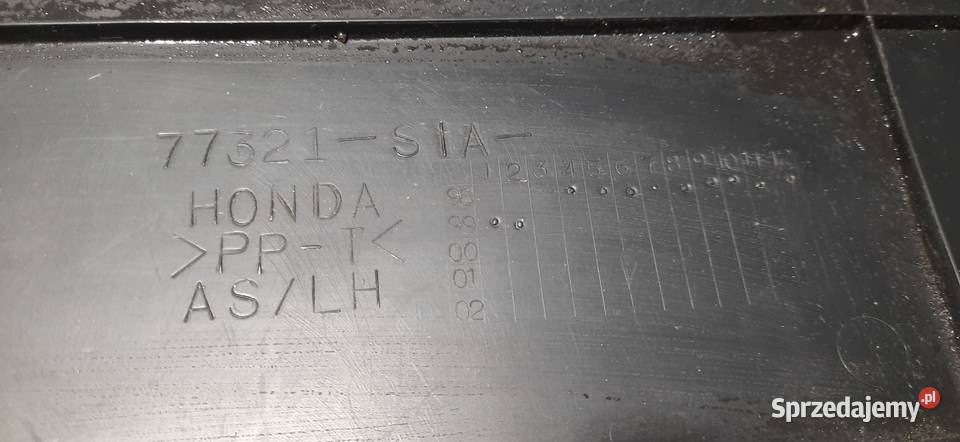 77321-S1A-
HONDA
>PP-T<
AS/LH
1 2 3 4 5 6 7 8 9 10 11 12
98
99
00
01
02
Sprzedajemy.pl